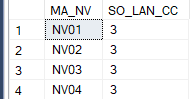 MA_NV SO_LAN_CC
1 NV01 3
2 NV02 3
3 NV03 3
4 NV04 3